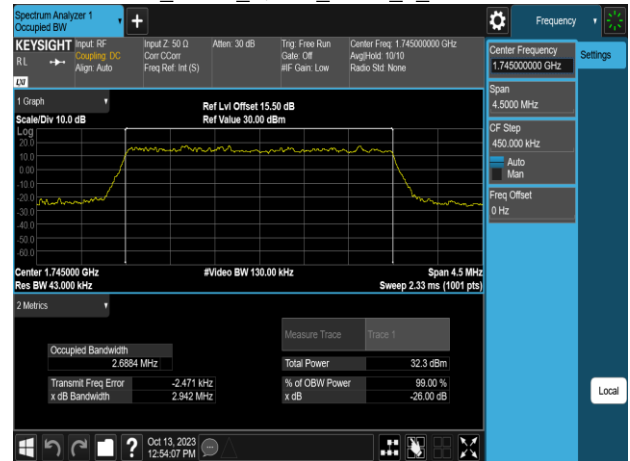 Spectrum Analyzer 1
Occupied BW
+
Frequency
KEYSIGHT
RL
LXI
Input: RF
Coupling: DC
Align: Auto
Input Z: 50 Ω
Corr CCorr
Freq Ref: Int (S)
Atten: 30 dB
Trig: Free Run
Gate: Off
#IF Gain: Low
Center Freq: 1.745000000 GHz
Avg|Hold: 10/10
Radio Std: None
Center Frequency
1.745000000 GHz
Settings
Span
4.5000 MHz
CF Step
450.000 kHz
Auto
Man
Freq Offset
0 Hz
Local
1 Graph
Scale/Div 10.0 dB
Ref Lvl Offset 15.50 dB
Ref Value 30.00 dBm
Log
20.0
10.0
0.00
-10.0
-20.0
-30.0
-40.0
-50.0
-60.0
Center 1.745000 GHz
#Video BW 130.00 kHz
Span 4.5 MHz
Res BW 43.000 kHz
Sweep 2.33 ms (1001 pts)
2 Metrics
Measure Trace
Trace 1
Occupied Bandwidth
2.6884 MHz
Total Power
32.3 dBm
Transmit Freq Error
-2.471 kHz
% of OBW Power
99.00 %
x dB Bandwidth
2.942 MHz
x dB
-26.00 dB
?
Oct 13, 2023
12:54:07 PM